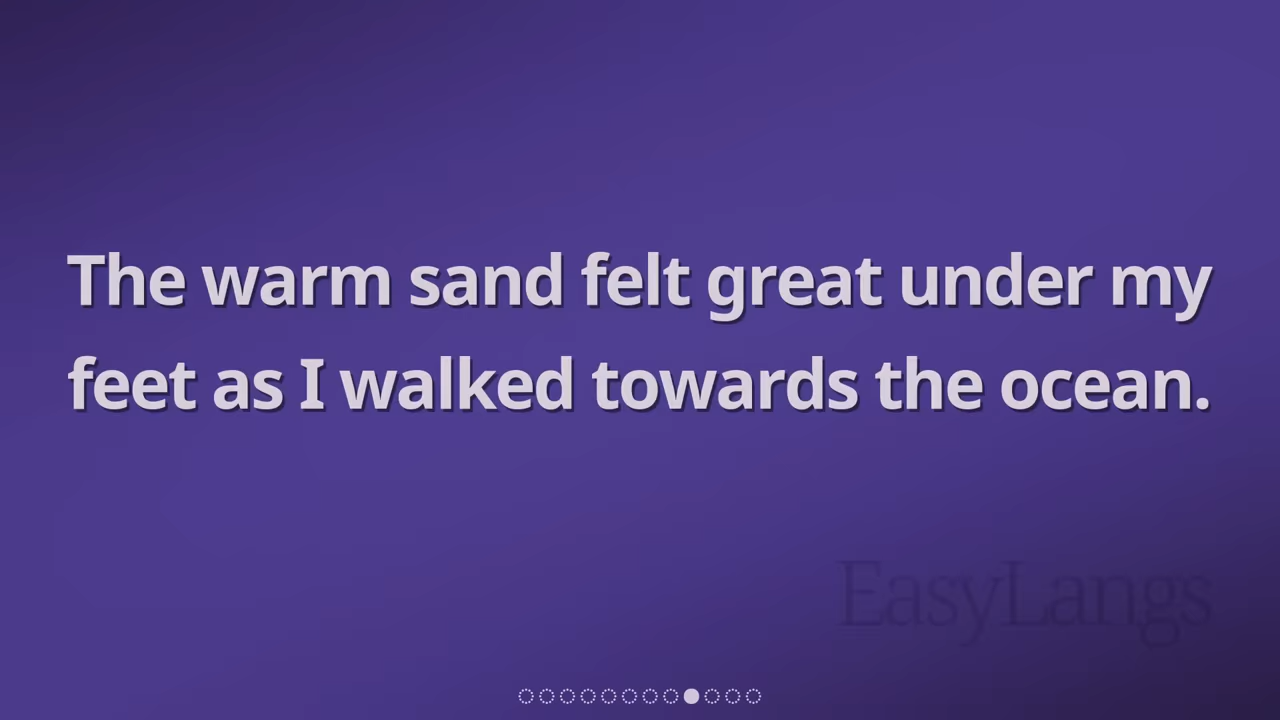 The warm sand felt great under my
feet as I walked towards the ocean.
EasyLangs